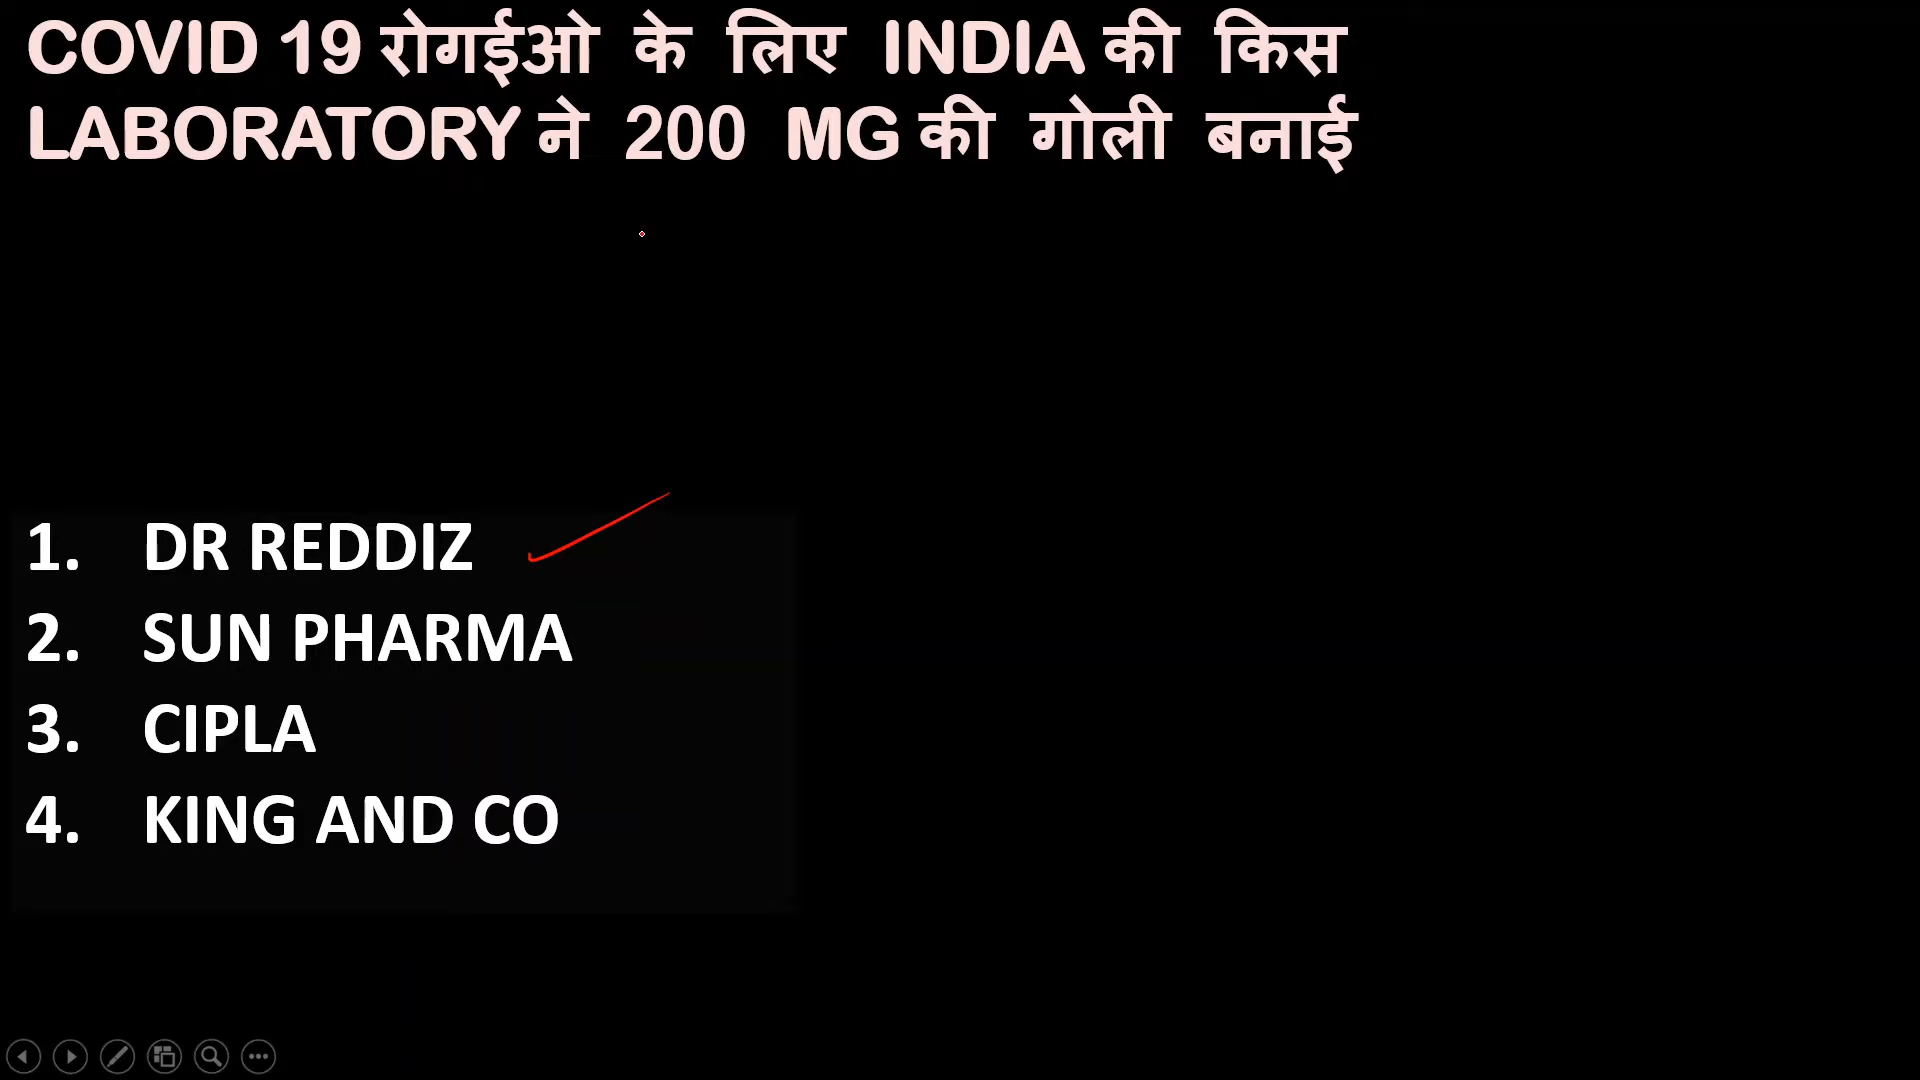 COVID 19 रोगईओ के लिए INDIA की किस
LABORATORY ने 200 MG की गोली बनाई
1. DR REDDIZ
2. SUN PHARMA
3. CIPLA
4. KING AND CO